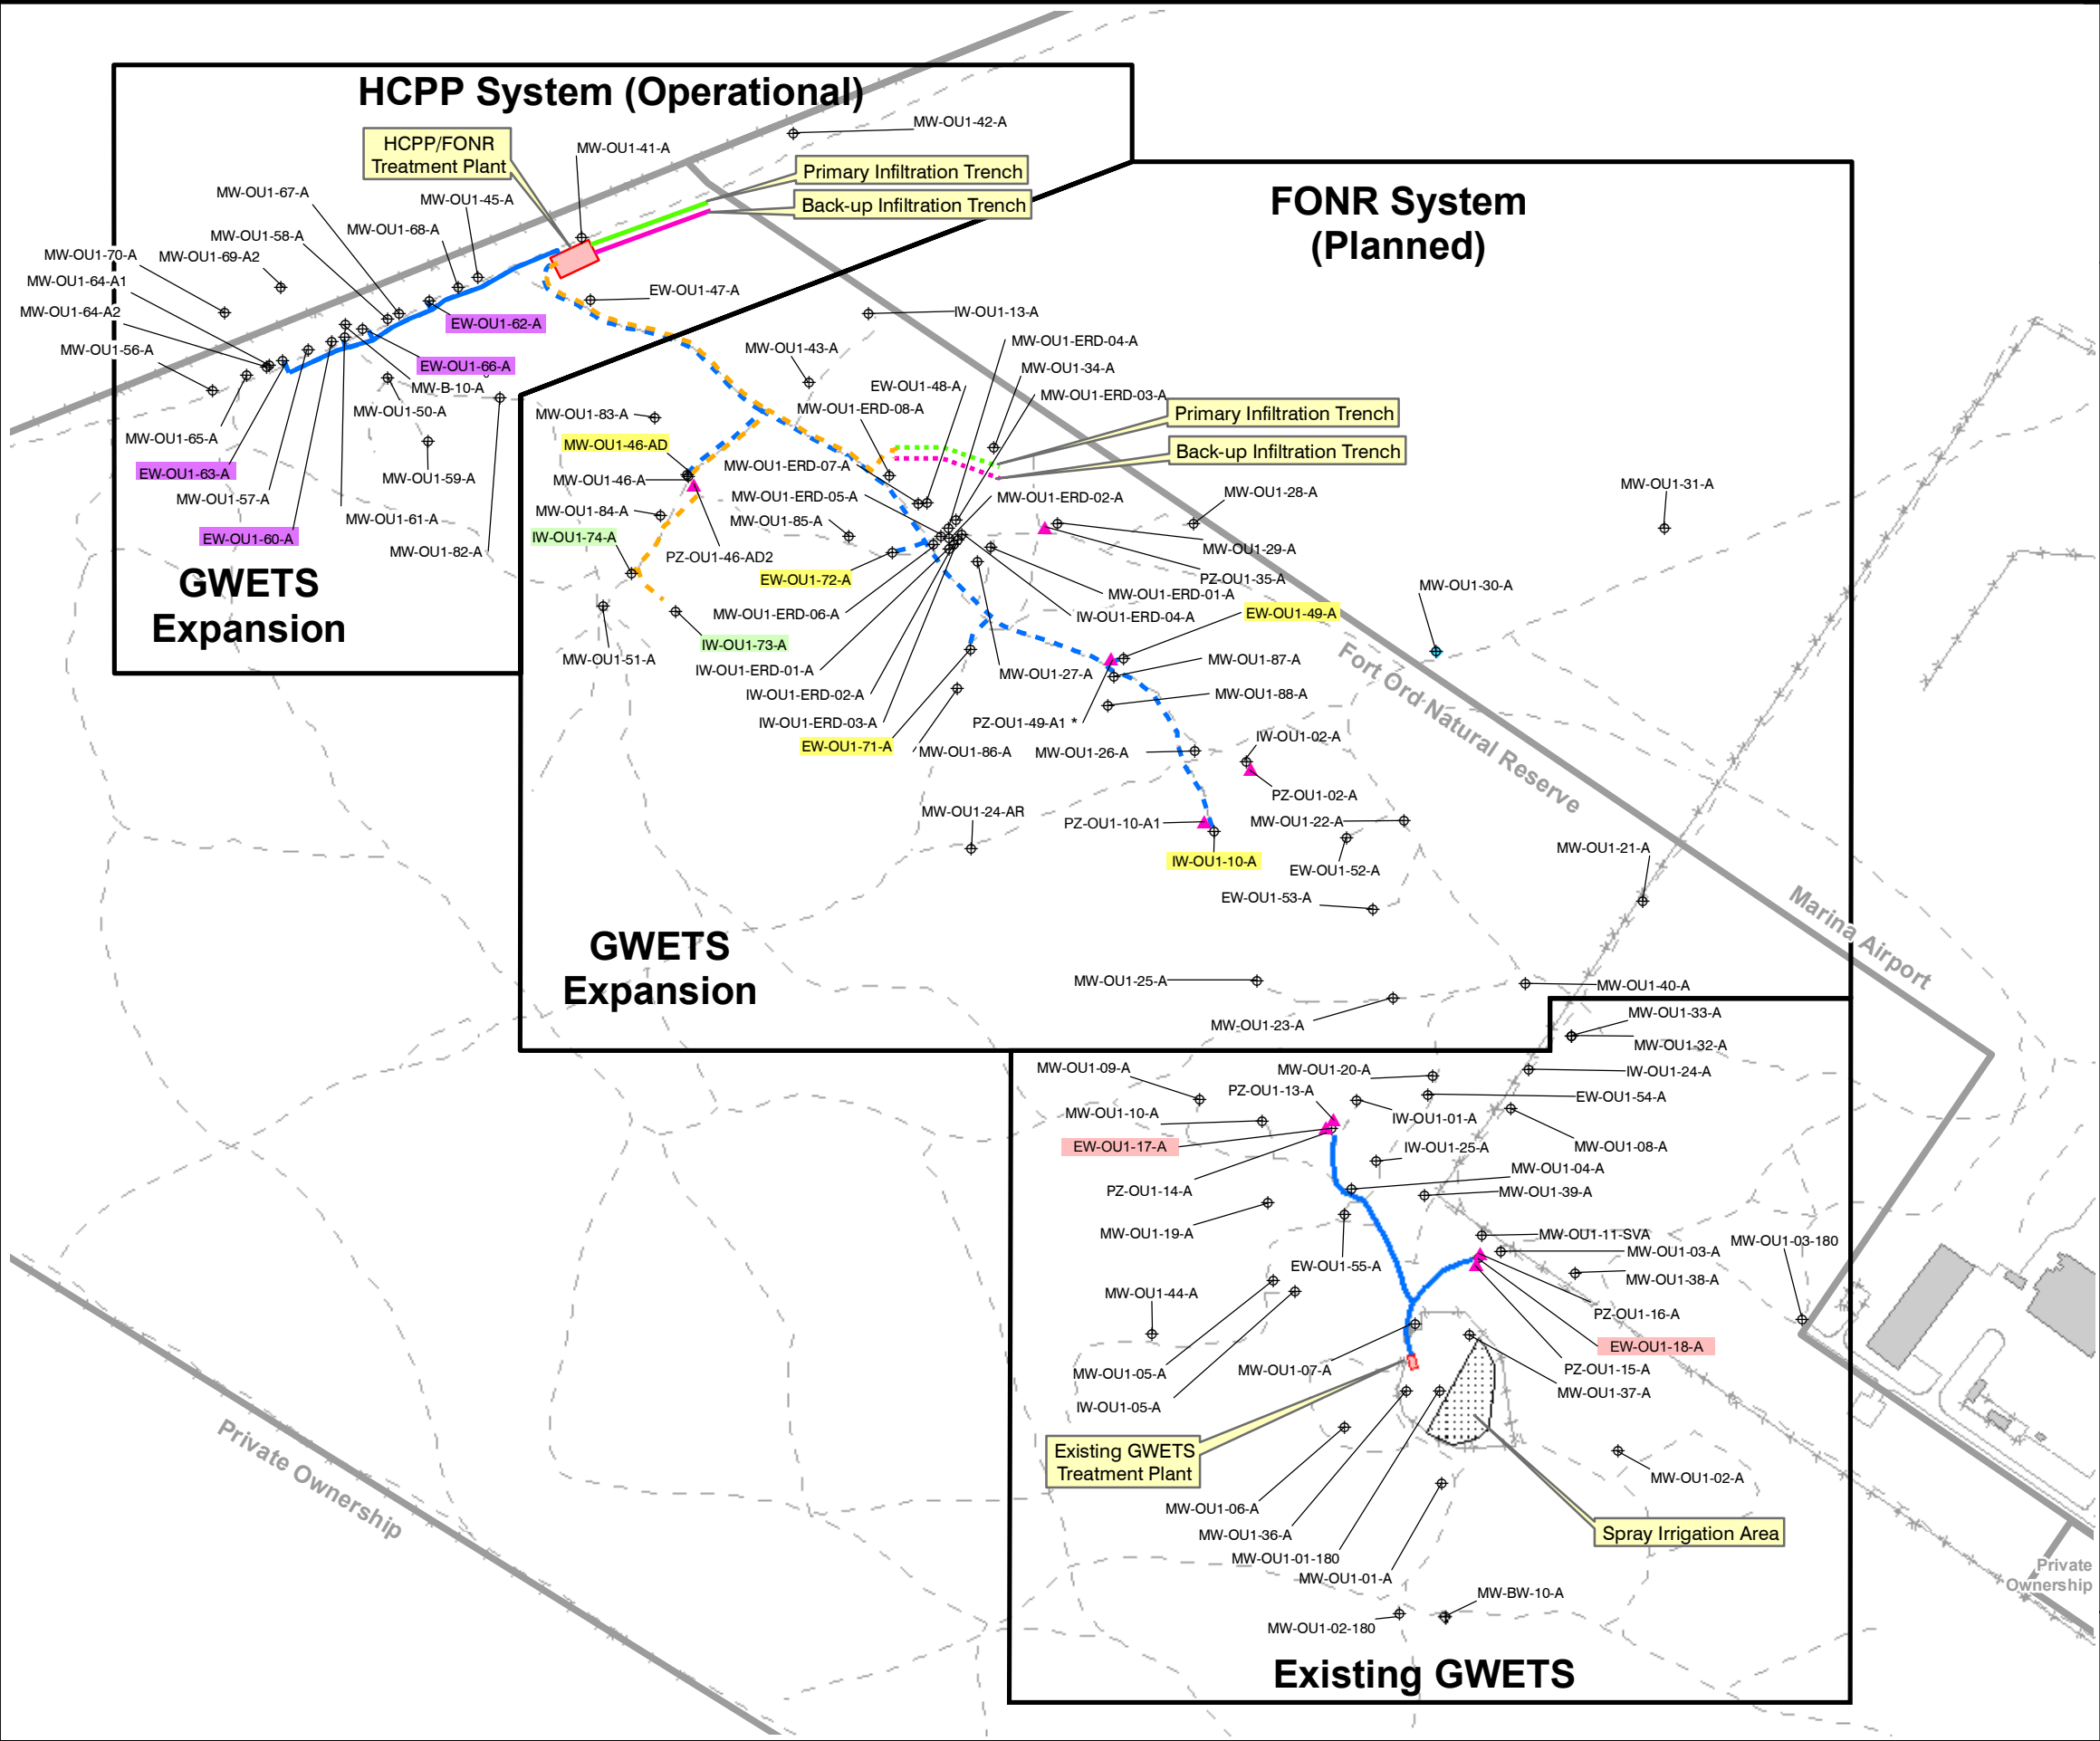 HCPP System (Operational)
HCPP/FONR
Treatment Plant
MW-OU1-41-A
MW-OU1-42-A
Primary Infiltration Trench
Back-up Infiltration Trench
MW-OU1-67-A
MW-OU1-45-A
MW-OU1-58-A
MW-OU1-68-A
MW-OU1-70-A
MW-OU1-69-A2
MW-OU1-64-A1
MW-OU1-64-A2
MW-OU1-56-A
EW-OU1-47-A
EW-OU1-62-A
EW-OU1-66-A
MW-B-10-A
MW-OU1-50-A
MW-OU1-65-A
EW-OU1-63-A
MW-OU1-59-A
MW-OU1-57-A
MW-OU1-61-A
EW-OU1-60-A
MW-OU1-82-A
GWETS
Expansion
FONR System
(Planned)
IW-OU1-13-A
MW-OU1-ERD-04-A
MW-OU1-43-A
MW-OU1-34-A
EW-OU1-48-A
MW-OU1-ERD-03-A
MW-OU1-ERD-08-A
MW-OU1-83-A
Primary Infiltration Trench
MW-OU1-46-AD
Back-up Infiltration Trench
MW-OU1-ERD-07-A
MW-OU1-46-A
MW-OU1-ERD-05-A
MW-OU1-ERD-02-A
MW-OU1-28-A
MW-OU1-31-A
MW-OU1-84-A
MW-OU1-85-A
IW-OU1-74-A
MW-OU1-29-A
PZ-OU1-46-AD2
EW-OU1-72-A
PZ-OU1-35-A
MW-OU1-30-A
MW-OU1-ERD-01-A
MW-OU1-ERD-06-A
IW-OU1-ERD-04-A
EW-OU1-49-A
IW-OU1-73-A
MW-OU1-51-A
IW-OU1-ERD-01-A
MW-OU1-27-A
MW-OU1-87-A
IW-OU1-ERD-02-A
MW-OU1-88-A
IW-OU1-ERD-03-A
PZ-OU1-49-A1 *
EW-OU1-71-A
MW-OU1-86-A
MW-OU1-26-A
IW-OU1-02-A
Fort Ord Natural Reserve
PZ-OU1-02-A
MW-OU1-24-AR
PZ-OU1-10-A1
MW-OU1-22-A
IW-OU1-10-A
EW-OU1-52-A
MW-OU1-21-A
EW-OU1-53-A
Marina Airport
GWETS
Expansion
MW-OU1-25-A
MW-OU1-40-A
MW-OU1-23-A
MW-OU1-33-A
MW-OU1-32-A
MW-OU1-09-A
MW-OU1-20-A
IW-OU1-24-A
PZ-OU1-13-A
EW-OU1-54-A
MW-OU1-10-A
IW-OU1-01-A
EW-OU1-17-A
IW-OU1-25-A
MW-OU1-08-A
MW-OU1-04-A
PZ-OU1-14-A
MW-OU1-39-A
MW-OU1-19-A
MW-OU1-11-SVA
MW-OU1-03-180
MW-OU1-03-A
EW-OU1-55-A
MW-OU1-38-A
MW-OU1-44-A
PZ-OU1-16-A
EW-OU1-18-A
MW-OU1-05-A
MW-OU1-07-A
PZ-OU1-15-A
MW-OU1-37-A
IW-OU1-05-A
Existing GWETS
Treatment Plant
MW-OU1-02-A
MW-OU1-06-A
MW-OU1-36-A
Spray Irrigation Area
MW-OU1-01-180
MW-OU1-01-A
MW-BW-10-A
MW-OU1-02-180
Existing GWETS
Private Ownership
Private
Ownership